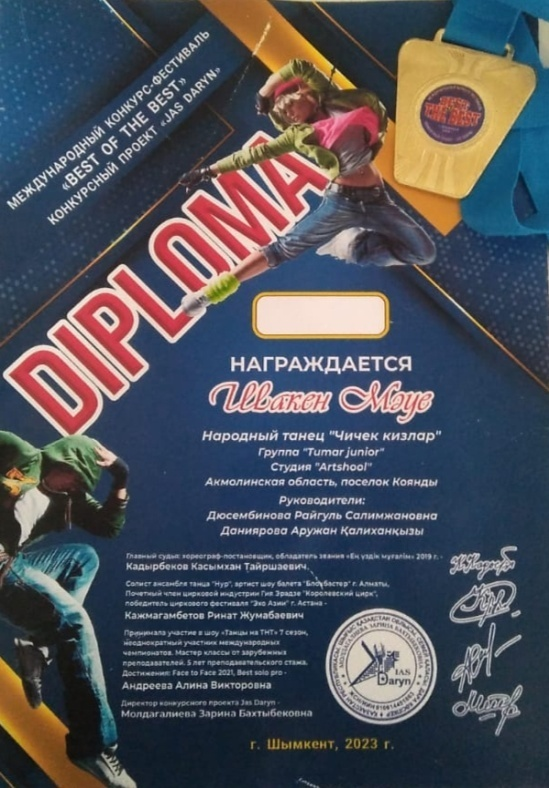 МЕЖДУНАРОДНЫЙ КОНКУРС-ФЕСТИВАЛЬ
«BEST OF THE BEST»
КОНКУРСНЫЙ ПРОЕКТ «JAS DARYN»
BEST
THE BEST
DIPLOMA
НАГРАЖДАЕТСЯ
Швакен Мәуе
Народный танец "Чичек кизлар"
Группа "Tumar junior"
Студия "Artshool"
Акмолинская область, поселок Коянды
Руководители:
Дюсембинова Райгуль Салимжановна
Даниярова Аружан Қалиханқызы
Главный судья: хореограф-постановщик, обладатель звания «Ең үздік мұғалім» 2019 г. -
Кадырбеков Касымхан Тайршаевич
Солист ансамбля танца "Нур", артист шоу балета "Блокбастер" г. Алматы,
Почетный член цирковой индустрии Гия Эрадзе "Королевский цирк",
победитель циркового фестиваля "Эхо Азии" г. Астана -
Кажмагамбетов Ринат Жумабаевич
Принимала участие в шоу «Танцы на ТНТ» 7 сезон,
неоднократный участник международных
чемпионатов. Мастер классы от зарубежных
преподавателей. 5 лет преподавательского стажа.
Достижения: Face to Face 2021, Best solo pro -
Андреева Алина Викторовна
Директор конкурсного проекта Jas Daryn -
Молдагалиева Зарина Бахтыбековна
JAS
Daryn
г. Шымкент, 2023 г.